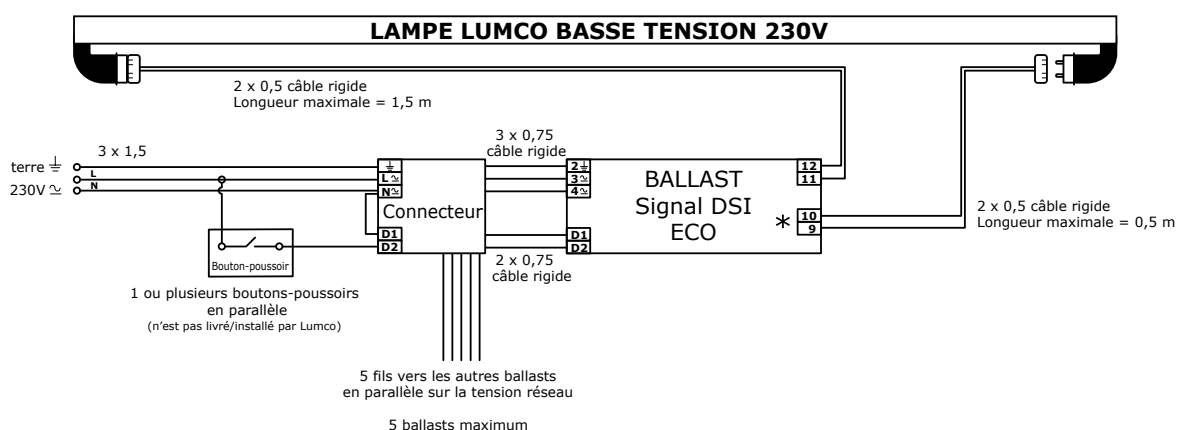 LAMPE LUMCO BASSE TENSION 230V
2 x 0,5 câble rigide
Longueur maximale = 1,5 m
3 x 1,5
terre
L
230V
N
3 x 0,75
câble rigide
L
N
D1
D2
Connecteur
2
3
4
D1
D2
BALLAST
Signal DSI
ECO
12
11
*
10
9
2 x 0,5 câble rigide
Longueur maximale = 0,5 m
2 x 0,75
câble rigide
Bouton-poussoir
1 ou plusieurs boutons-poussoirs
en parallèle
(n'est pas livré/installé par Lumco)
5 fils vers les autres ballasts
en parallèle sur la tension réseau
5 ballasts maximum